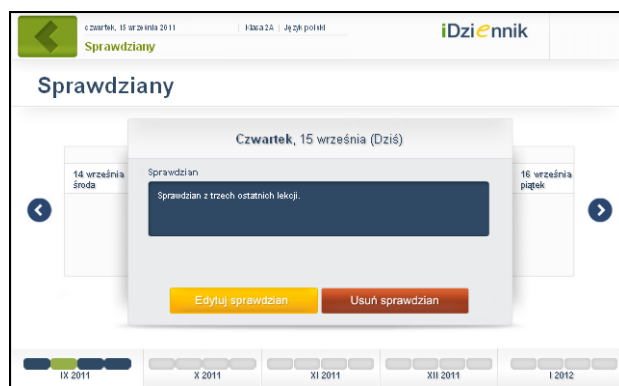 czwartek, 15 września 2011 | klasa 2A | Język polski
iDziennik
Sprawdziany
Sprawdziany
Czwartek, 15 września (Dziś)
14 września
środa
Sprawdzian
Sprawdzian z trzech ostatnich lekcji.
16 września
piątek
Edytuj sprawdzian
Usuń sprawdzian
IX 2011
X 2011
XI 2011
XII 2011
I 2012